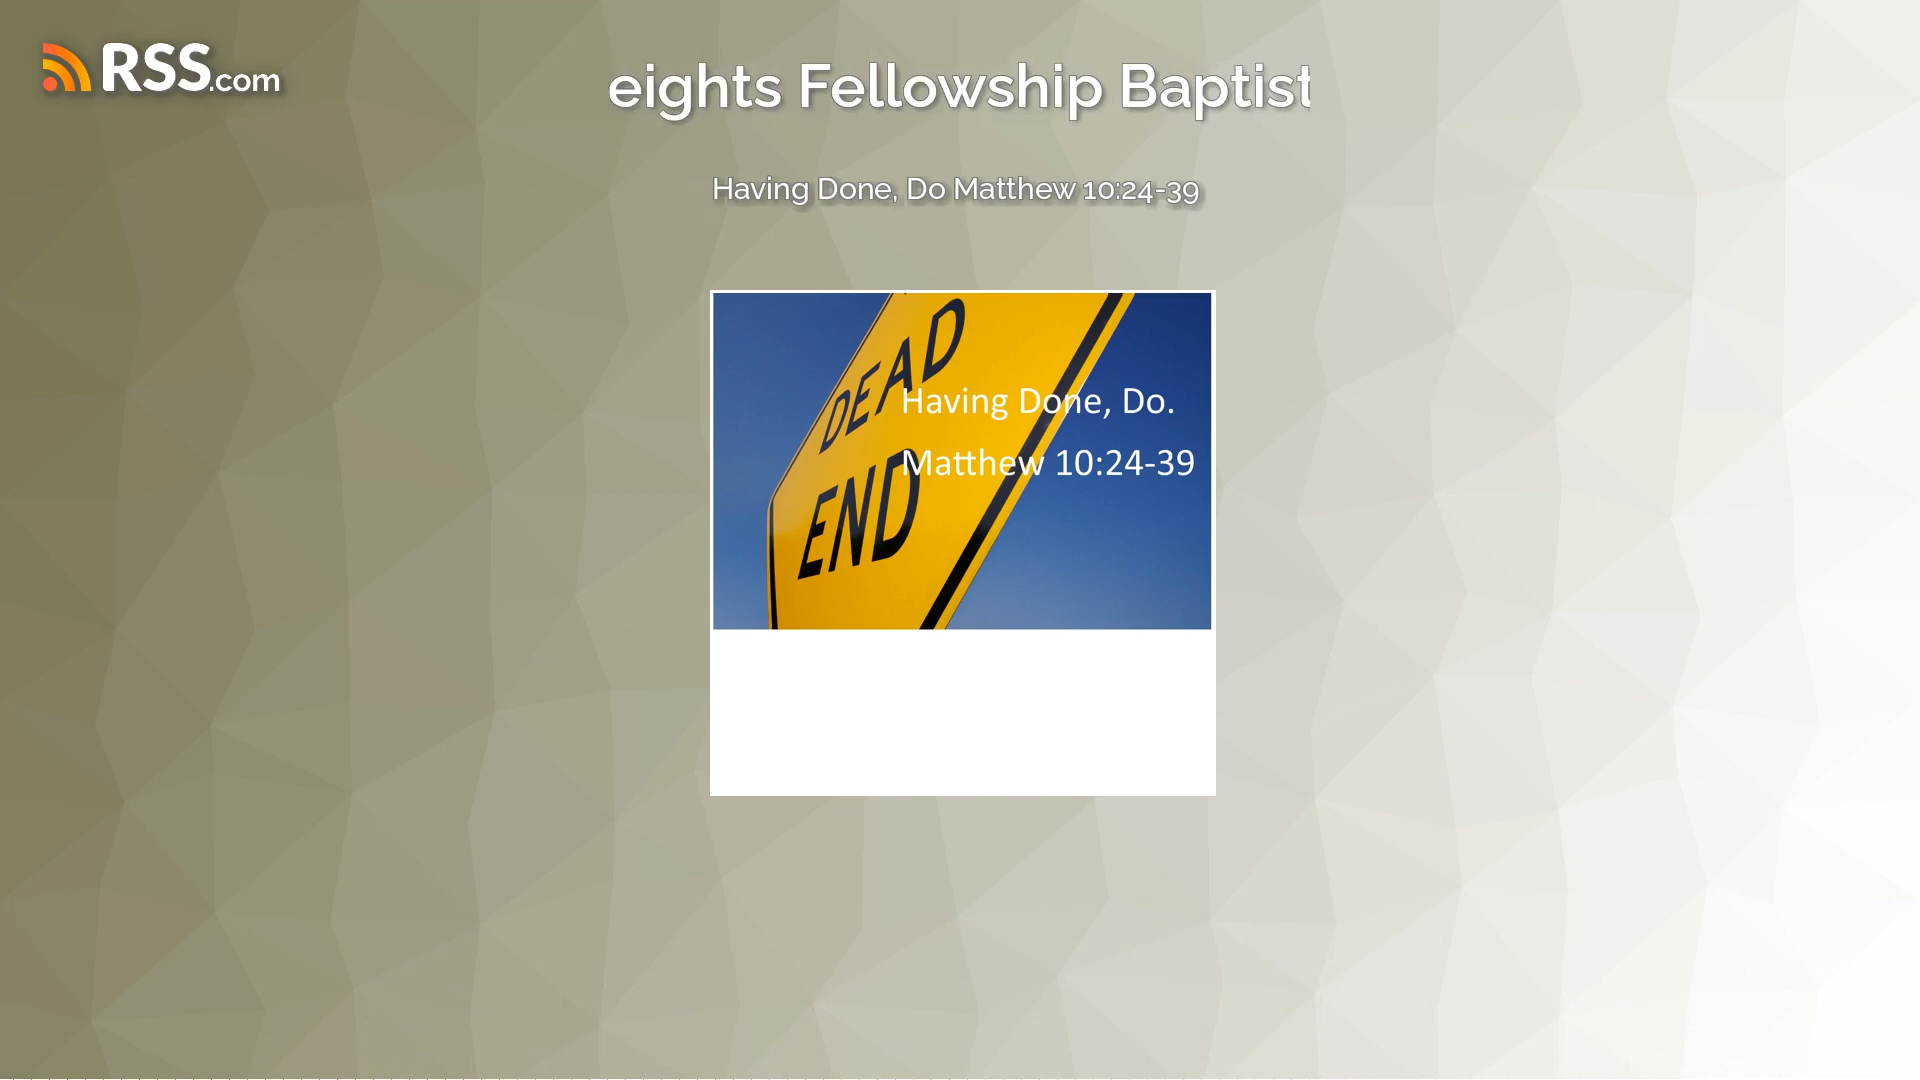 RSS.com
eights Fellowship Baptist
Having Done, Do Matthew 10:24-39
DEAD
END
Having Done, Do.
Matthew 10:24-39